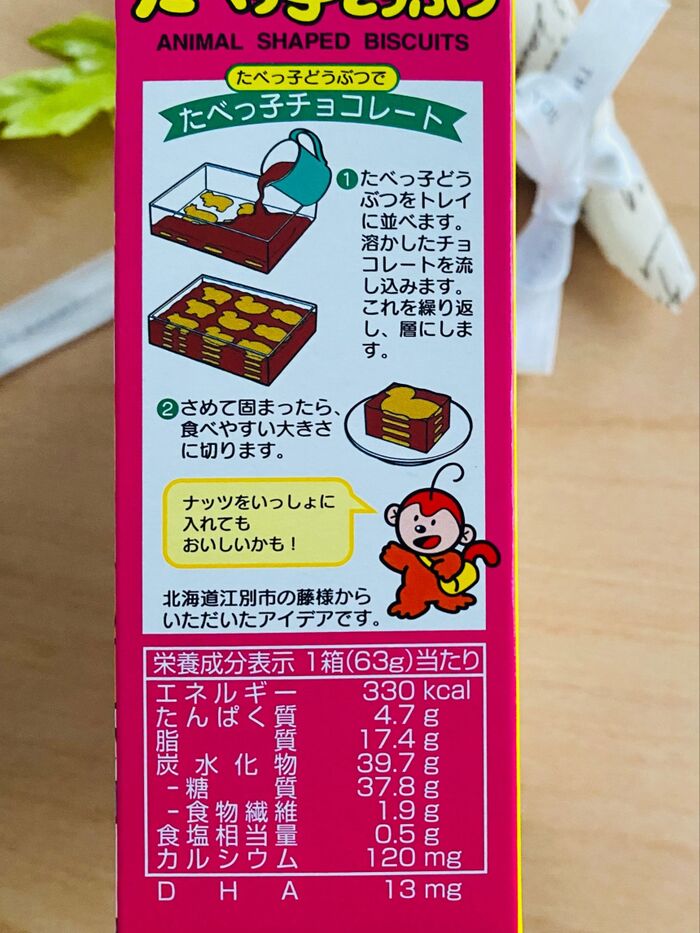 たべっ子どうぶつ
ANIMAL SHAPED BISCUITS
たべっ子どうぶつで
たべっ子チョコレート
1 たべっ子どう
ぶつをトレイ
に並べます。
溶かしたチョ
コレートを流
し込みます。
これを繰り返
し、層にしま
す。
2 さめて固まったら、
食べやすい大きさ
に切ります。
ナッツをいっしょに
入れても
おいしいかも！
北海道江別市の藤様から
いただいたアイデアです。
栄養成分表示 1箱(63g)当たり
エネルギー 330 kcal
たんぱく質 4.7 g
脂質 17.4 g
炭水化物 39.7 g
-糖質 37.8 g
-食物繊維 1.9 g
食塩相当量 0.5 g
カルシウム 120 mg
DHA 13 mg